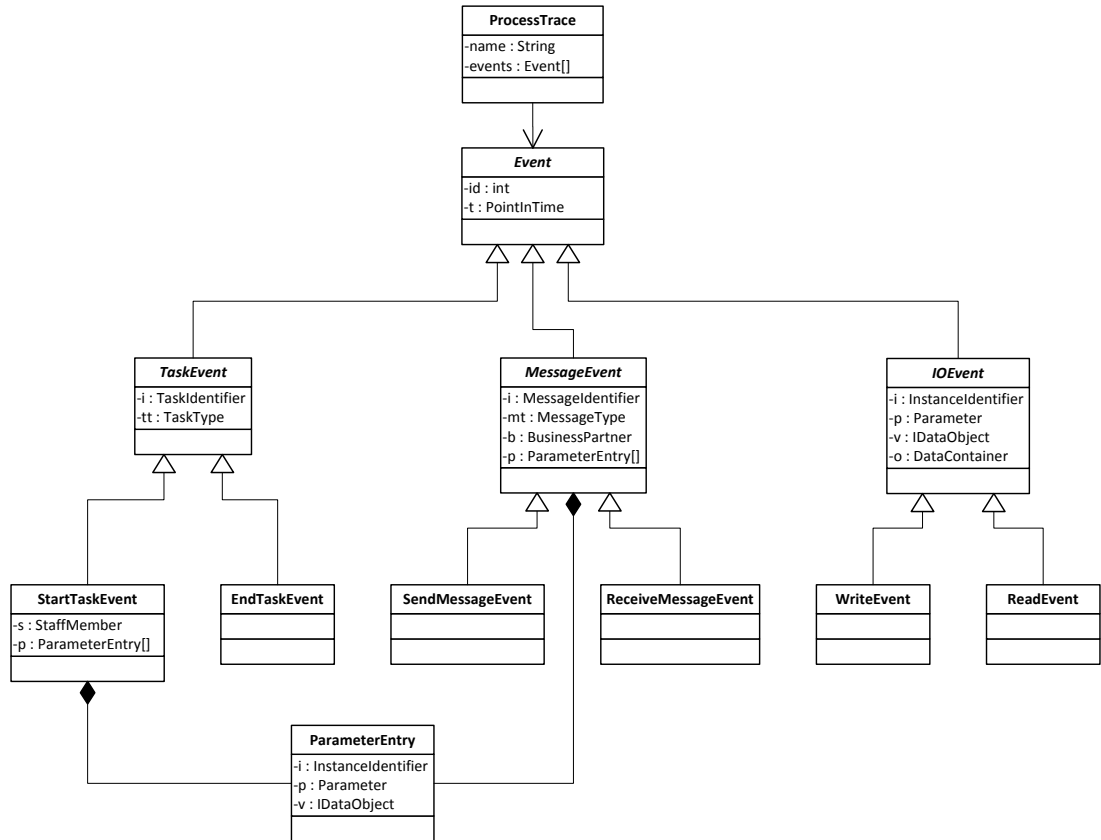 ProcessTrace
-name : String
-events : Event[]
Event
-id : int
-t : PointInTime
TaskEvent
-i : TaskIdentifier
-tt : TaskType
MessageEvent
-i : MessageIdentifier
-mt : MessageType
-b : BusinessPartner
-p : ParameterEntry[]
IOEvent
-i : InstanceIdentifier
-p : Parameter
-v : IDataObject
-o : DataContainer
StartTaskEvent
-s : StaffMember
-p : ParameterEntry[]
EndTaskEvent
SendMessageEvent
ReceiveMessageEvent
WriteEvent
ReadEvent
ParameterEntry
-i : InstanceIdentifier
-p : Parameter
-v : IDataObject